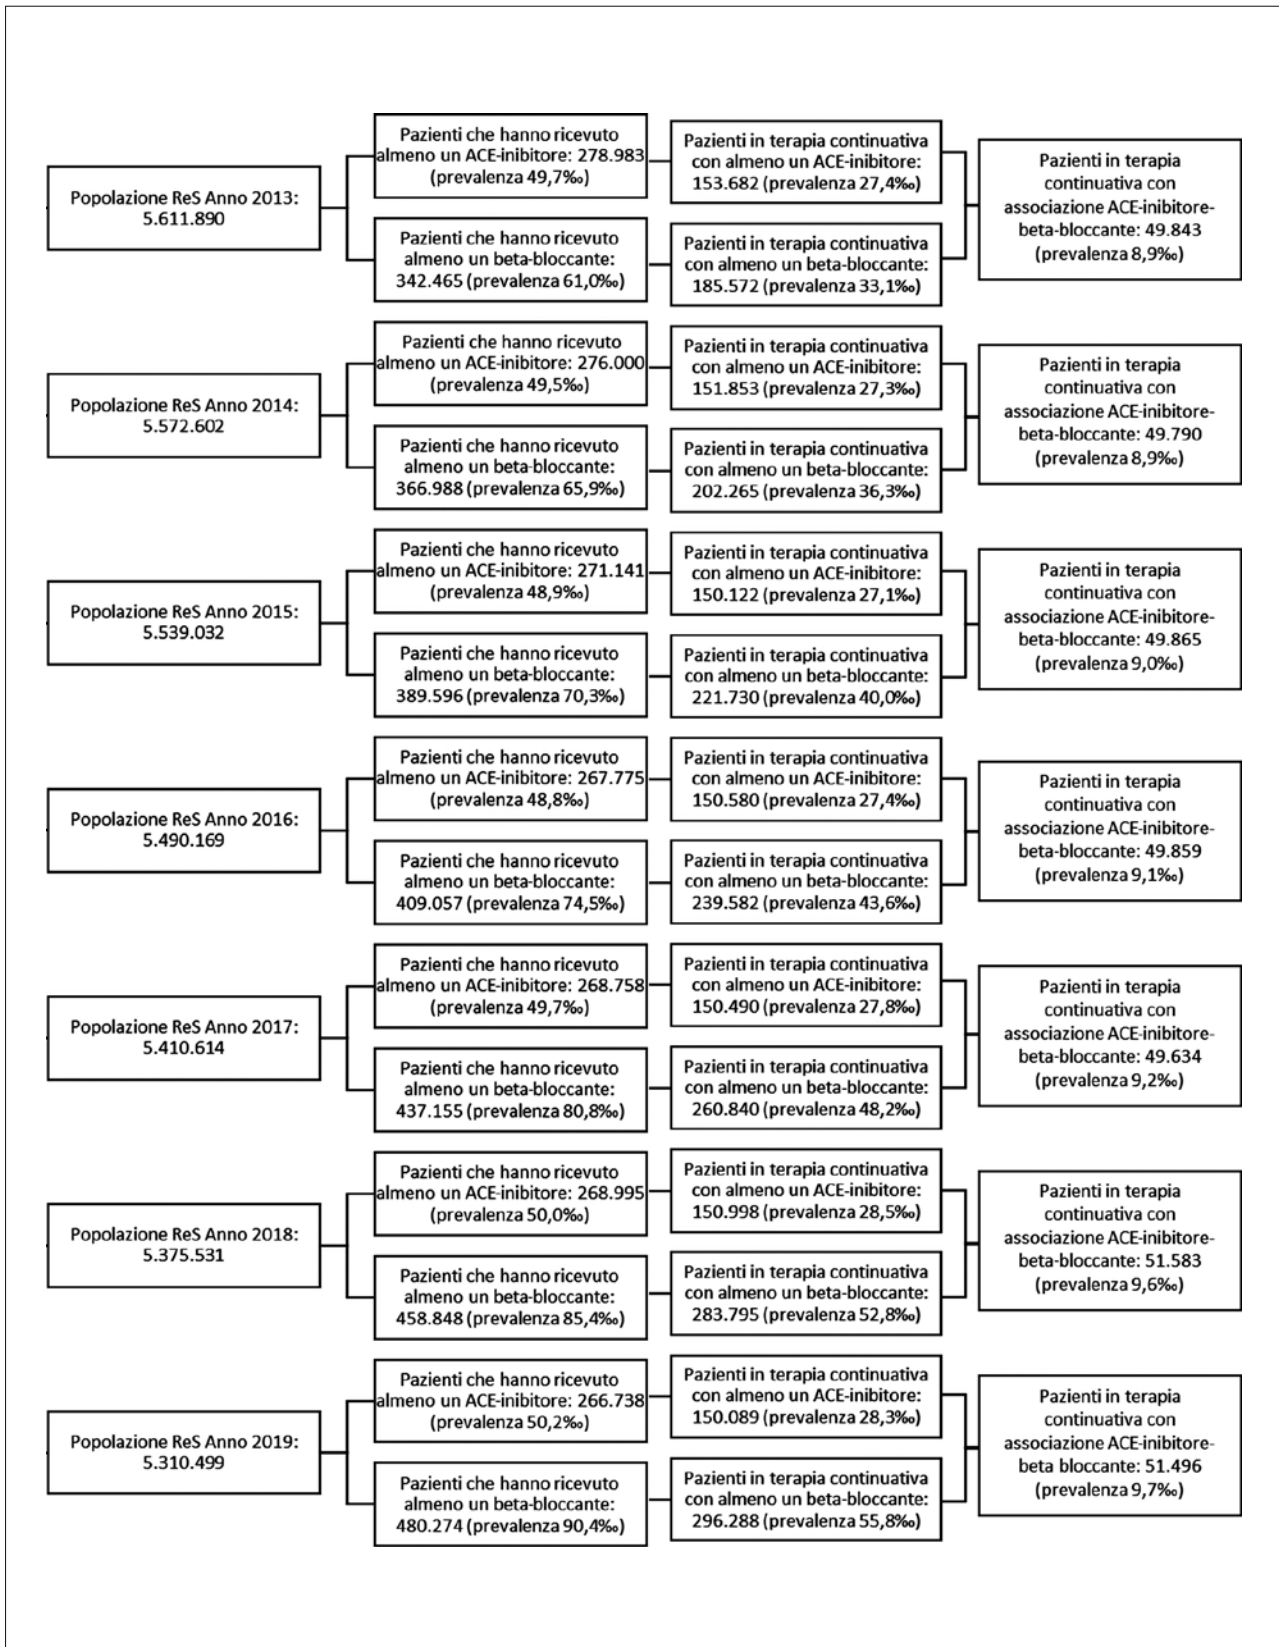 Popolazione ReS Anno 2013:
5.611.890
Pazienti che hanno ricevuto
almeno un ACE-inibitore: 278.983
(prevalenza 49,7‰)
Pazienti che hanno ricevuto
almeno un beta-bloccante:
342.465 (prevalenza 61,0‰)
Pazienti in terapia continuativa
con almeno un ACE-inibitore:
153.682 (prevalenza 27,4‰)
Pazienti in terapia continuativa
con almeno un beta-bloccante:
185.572 (prevalenza 33,1‰)
Pazienti in terapia
continuativa con
associazione ACE-inibitore-
beta-bloccante: 49.843
(prevalenza 8,9‰)
Popolazione ReS Anno 2014:
5.572.602
Pazienti che hanno ricevuto
almeno un ACE-inibitore: 276.000
(prevalenza 49,5‰)
Pazienti che hanno ricevuto
almeno un beta-bloccante:
366.988 (prevalenza 65,9‰)
Pazienti in terapia continuativa
con almeno un ACE-inibitore:
151.853 (prevalenza 27,3‰)
Pazienti in terapia continuativa
con almeno un beta-bloccante:
202.265 (prevalenza 36,3‰)
Pazienti in terapia
continuativa con
associazione ACE-inibitore-
beta-bloccante: 49.790
(prevalenza 8,9‰)
Popolazione ReS Anno 2015:
5.539.032
Pazienti che hanno ricevuto
almeno un ACE-inibitore: 271.141
(prevalenza 48,9‰)
Pazienti che hanno ricevuto
almeno un beta-bloccante:
389.596 (prevalenza 70,3‰)
Pazienti in terapia continuativa
con almeno un ACE-inibitore:
150.122 (prevalenza 27,1‰)
Pazienti in terapia continuativa
con almeno un beta-bloccante:
221.730 (prevalenza 40,0‰)
Pazienti in terapia
continuativa con
associazione ACE-inibitore-
beta-bloccante: 49.865
(prevalenza 9,0‰)
Popolazione ReS Anno 2016:
5.490.169
Pazienti che hanno ricevuto
almeno un ACE-inibitore: 267.775
(prevalenza 48,8‰)
Pazienti che hanno ricevuto
almeno un beta-bloccante:
409.057 (prevalenza 74,5‰)
Pazienti in terapia continuativa
con almeno un ACE-inibitore:
150.580 (prevalenza 27,4‰)
Pazienti in terapia continuativa
con almeno un beta-bloccante:
239.582 (prevalenza 43,6‰)
Pazienti in terapia
continuativa con
associazione ACE-inibitore-
beta-bloccante: 49.859
(prevalenza 9,1‰)
Popolazione ReS Anno 2017:
5.410.614
Pazienti che hanno ricevuto
almeno un ACE-inibitore: 268.758
(prevalenza 49,7‰)
Pazienti che hanno ricevuto
almeno un beta-bloccante:
437.155 (prevalenza 80,8‰)
Pazienti in terapia continuativa
con almeno un ACE-inibitore:
150.490 (prevalenza 27,8‰)
Pazienti in terapia continuativa
con almeno un beta-bloccante:
260.840 (prevalenza 48,2‰)
Pazienti in terapia
continuativa con
associazione ACE-inibitore-
beta-bloccante: 49.634
(prevalenza 9,2‰)
Popolazione ReS Anno 2018:
5.375.531
Pazienti che hanno ricevuto
almeno un ACE-inibitore: 268.995
(prevalenza 50,0‰)
Pazienti che hanno ricevuto
almeno un beta-bloccante:
458.848 (prevalenza 85,4‰)
Pazienti in terapia continuativa
con almeno un ACE-inibitore:
150.998 (prevalenza 28,5‰)
Pazienti in terapia continuativa
con almeno un beta-bloccante:
283.795 (prevalenza 52,8‰)
Pazienti in terapia
continuativa con
associazione ACE-inibitore-
beta-bloccante: 51.583
(prevalenza 9,6‰)
Popolazione ReS Anno 2019:
5.310.499
Pazienti che hanno ricevuto
almeno un ACE-inibitore: 266.738
(prevalenza 50,2‰)
Pazienti che hanno ricevuto
almeno un beta-bloccante:
480.274 (prevalenza 90,4‰)
Pazienti in terapia continuativa
con almeno un ACE-inibitore:
150.089 (prevalenza 28,3‰)
Pazienti in terapia continuativa
con almeno un beta-bloccante:
296.288 (prevalenza 55,8‰)
Pazienti in terapia
continuativa con
associazione ACE-inibitore-
beta bloccante: 51.496
(prevalenza 9,7‰)